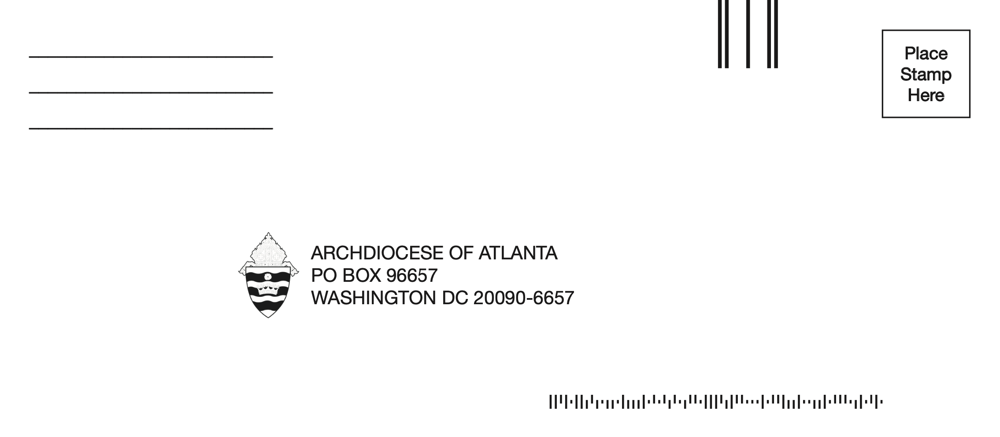 Place
Stamp
Here
ARCHDIOCESE OF ATLANTA
PO BOX 96657
WASHINGTON DC 20090-6657